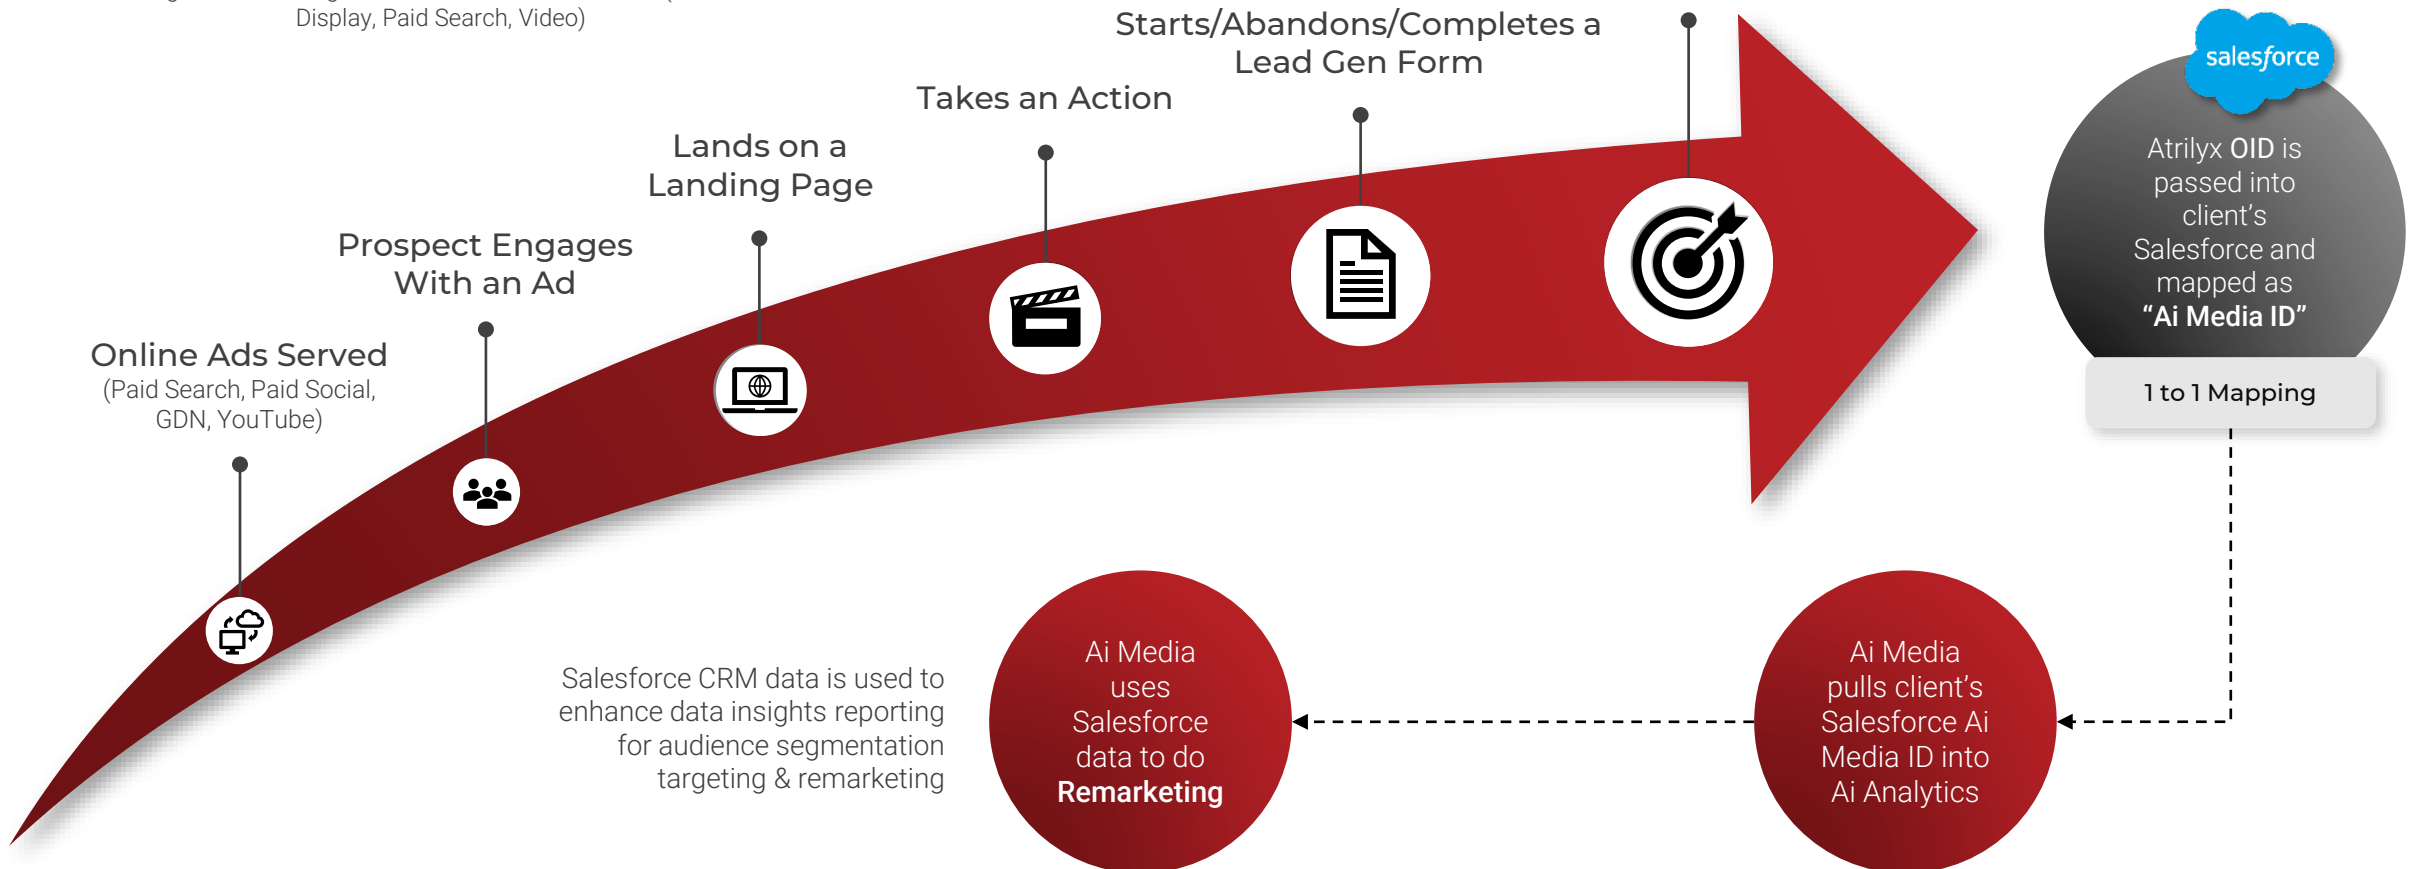 Display, Paid Search, Video)
Starts/Abandons/Completes a
Lead Gen Form
Takes an Action
Lands on a
Landing Page
Prospect Engages
With an Ad
Online Ads Served
(Paid Search, Paid Social,
GDN, YouTube)
salesforce
Atrilyx OID is
passed into
client's
Salesforce and
mapped as
“Ai Media ID”
1 to 1 Mapping
Salesforce CRM data is used to
enhance data insights reporting
for audience segmentation
targeting & remarketing
Ai Media
uses
Salesforce
data to do
Remarketing
Ai Media
pulls client's
Salesforce Ai
Media ID into
Ai Analytics